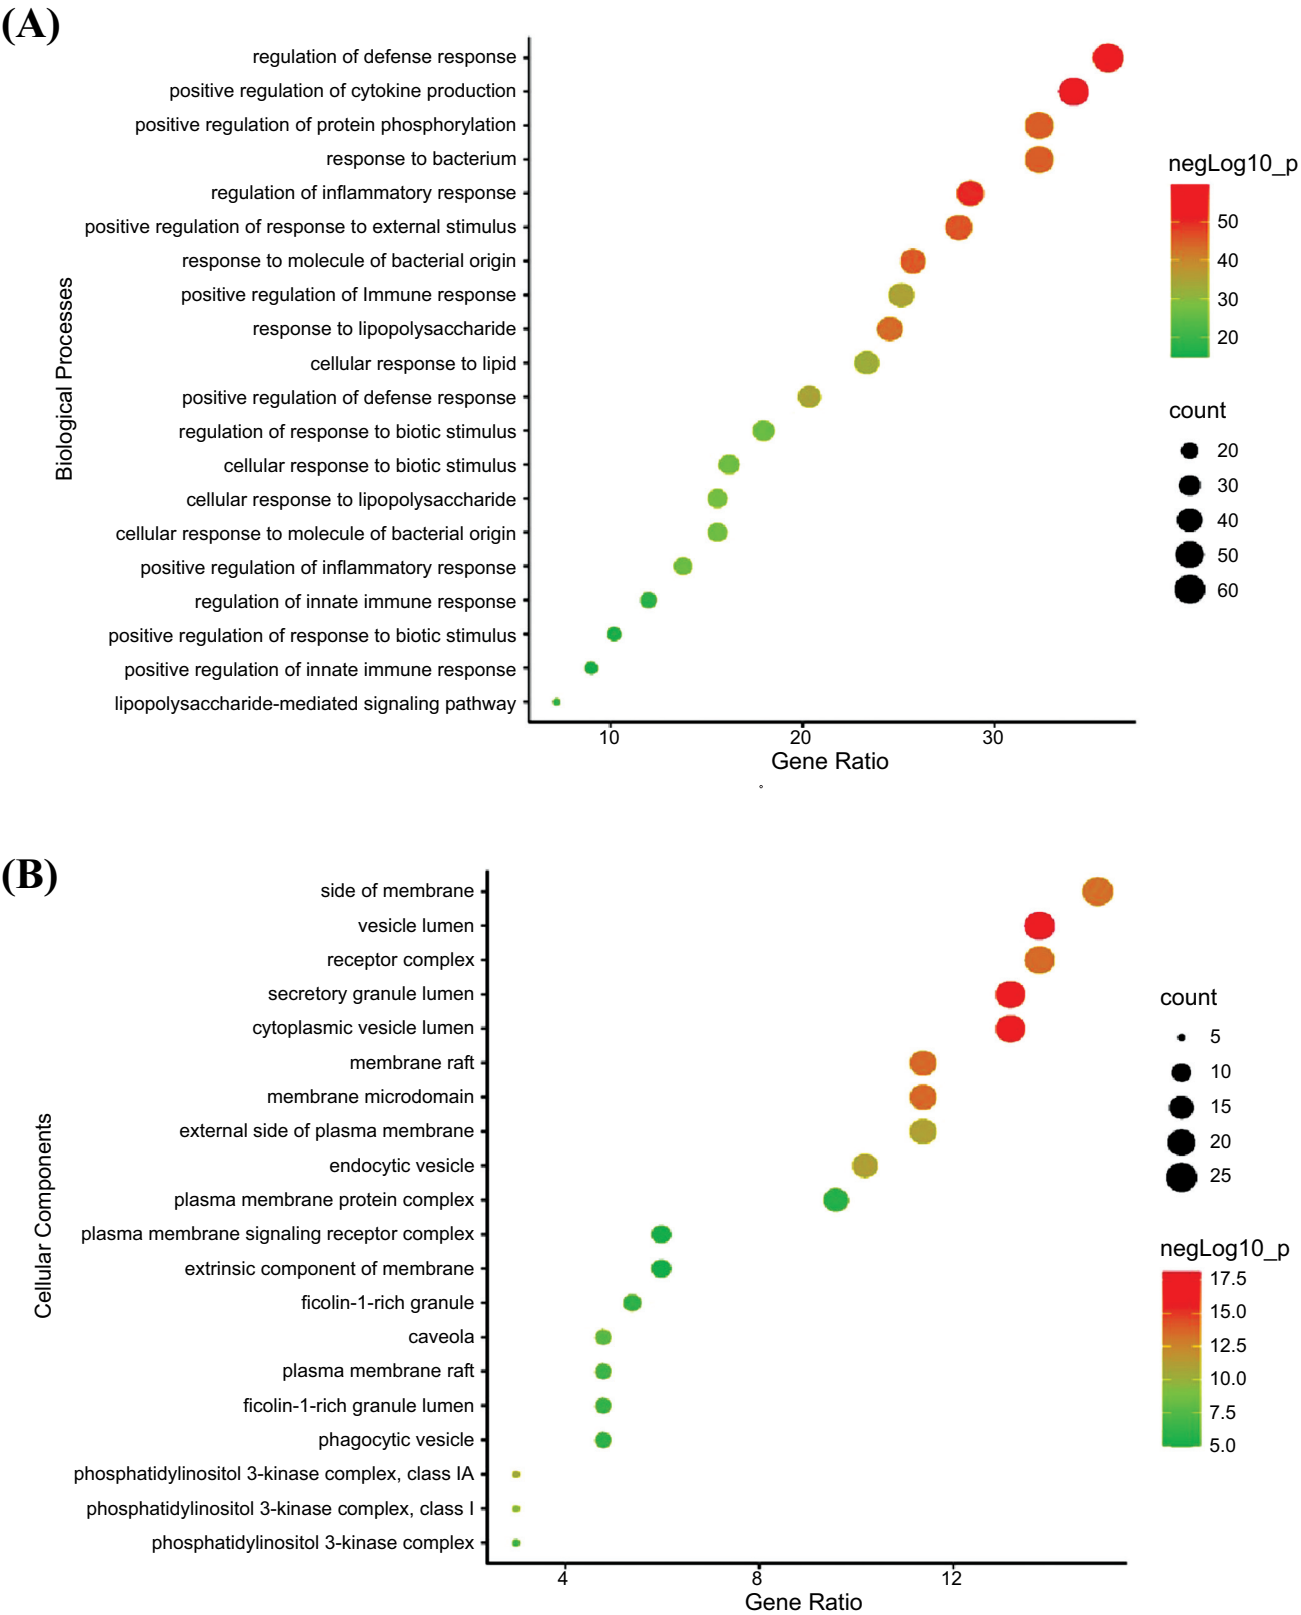 (A)
regulation of defense response
positive regulation of cytokine production
positive regulation of protein phosphorylation
response to bacterium
regulation of inflammatory response
positive regulation of response to external stimulus
response to molecule of bacterial origin
positive regulation of Immune response
response to lipopolysaccharide
cellular response to lipid
positive regulation of defense response
regulation of response to biotic stimulus
cellular response to biotic stimulus
cellular response to lipopolysaccharide
cellular response to molecule of bacterial origin
positive regulation of inflammatory response
regulation of innate immune response
positive regulation of response to biotic stimulus
positive regulation of innate immune response
lipopolysaccharide-mediated signaling pathway
Biological Processes
10 20 30
Gene Ratio
negLog10_p
50
40
30
20
count
20
30
40
50
60
(B)
side of membrane
vesicle lumen
receptor complex
secretory granule lumen
cytoplasmic vesicle lumen
membrane raft
membrane microdomain
external side of plasma membrane
endocytic vesicle
plasma membrane protein complex
plasma membrane signaling receptor complex
extrinsic component of membrane
ficolin-1-rich granule
caveola
plasma membrane raft
ficolin-1-rich granule lumen
phagocytic vesicle
phosphatidylinositol 3-kinase complex, class IA
phosphatidylinositol 3-kinase complex, class I
phosphatidylinositol 3-kinase complex
Cellular Components
4 8 12
Gene Ratio
count
5
10
15
20
25
negLog10_p
17.5
15.0
12.5
10.0
7.5
5.0